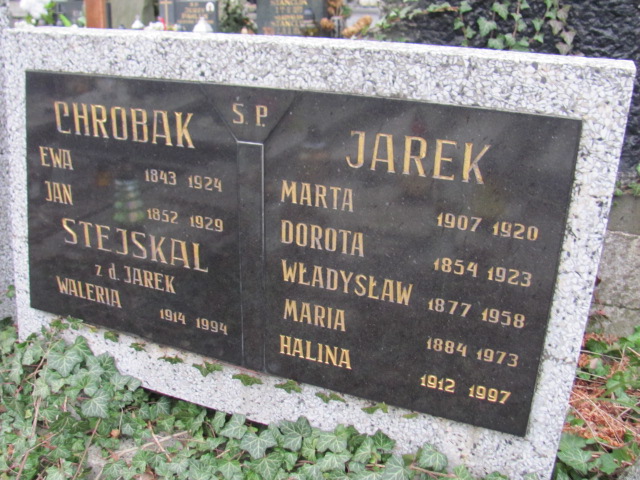 Ś.P.
CHROBAK
EWA 1843 1924
JAN 1852 1929
STEJSKAL
z d. JAREK
WALERIA 1914 1994
JAREK
MARTA 1907 1920
DOROTA 1854 1923
WŁADYSŁAW 1877 1958
MARIA 1884 1973
HALINA 1912 1997